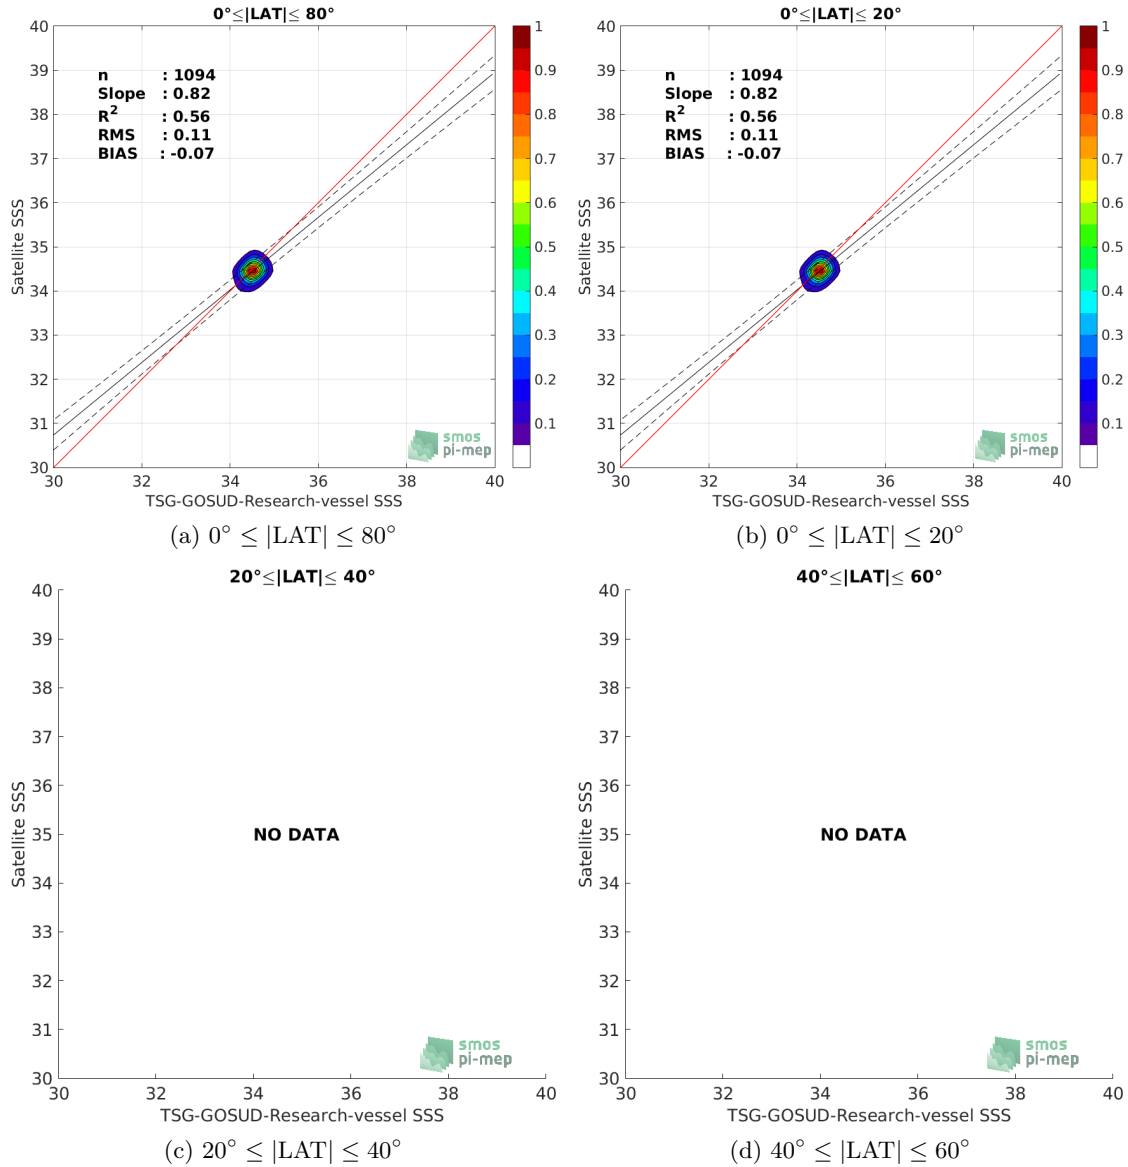 0°≤|LAT|≤ 80°
40
39
38
37
36
35
34
33
32
31
30
Satellite SSS
n : 1094
Slope : 0.82
R² : 0.56
RMS : 0.11
BIAS : -0.07
smos
pi-mep
30 32 34 36 38 40
TSG-GOSUD-Research-vessel SSS
1
0.9
0.8
0.7
0.6
0.5
0.4
0.3
0.2
0.1
(a) 0° ≤ |LAT| ≤ 80°
0°≤|LAT|≤ 20°
40
39
38
37
36
35
34
33
32
31
30
Satellite SSS
n : 1094
Slope : 0.82
R² : 0.56
RMS : 0.11
BIAS : -0.07
smos
pi-mep
30 32 34 36 38 40
TSG-GOSUD-Research-vessel SSS
1
0.9
0.8
0.7
0.6
0.5
0.4
0.3
0.2
0.1
(b) 0° ≤ |LAT| ≤ 20°
20°≤|LAT|≤ 40°
40
39
38
37
36
35
34
33
32
31
30
Satellite SSS
NO DATA
smos
pi-mep
30 32 34 36 38 40
TSG-GOSUD-Research-vessel SSS
(c) 20° ≤ |LAT| ≤ 40°
40°≤|LAT|≤ 60°
40
39
38
37
36
35
34
33
32
31
30
Satellite SSS
NO DATA
smos
pi-mep
30 32 34 36 38 40
TSG-GOSUD-Research-vessel SSS
(d) 40° ≤ |LAT| ≤ 60°